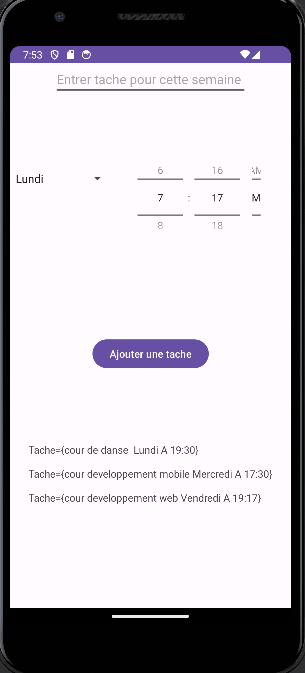 7:53
Entrer tache pour cette semaine
6 16 AM
Lundi 7 : 17 M
8 18
Ajouter une tache
Tache={cour de danse  Lundi A 19:30}
Tache={cour developpement mobile Mercredi A 17:30}
Tache={cour developpement web Vendredi A 19:17}